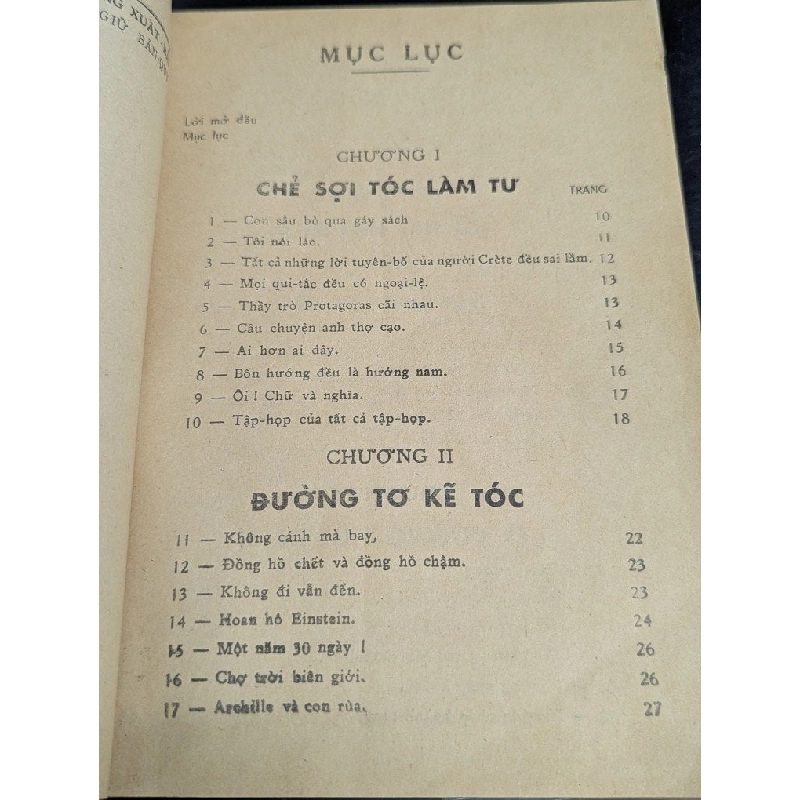 XUẤT
GIỮ BẢN
MỤC LỤC
Lời mở đầu
Mục lục
CHƯƠNG I
CHẺ SỢI TÓC LÀM TƯ TRANG
1 — Con sâu bò qua gáy sách 10
2 — Tôi nói láo. 11
3 — Tất cả những lời tuyên-bố của người Crète đều sai lầm. 12
4 — Mọi qui-tắc đều có ngoại-lệ. 13
5 — Thầy trò Protagoras cãi nhau. 13
6 — Câu chuyện anh thợ cạo. 14
7 — Ai hơn ai đây. 15
8 — Bốn hướng đều là hướng nam. 16
9 — Ôi ! Chữ và nghĩa. 17
10 — Tập-hợp của tất cả tập-hợp. 18
CHƯƠNG II
ĐƯỜNG TƠ KẼ TÓC
11 — Không cánh mà bay, 22
12 — Đồng hồ chết và đồng hồ chậm. 23
13 — Không đi vẫn đến. 23
14 — Hoan hô Einstein. 24
15 — Một năm 30 ngày ! 26
16 — Chợ trời biên giới. 26
17 — Archille và con rùa. 27